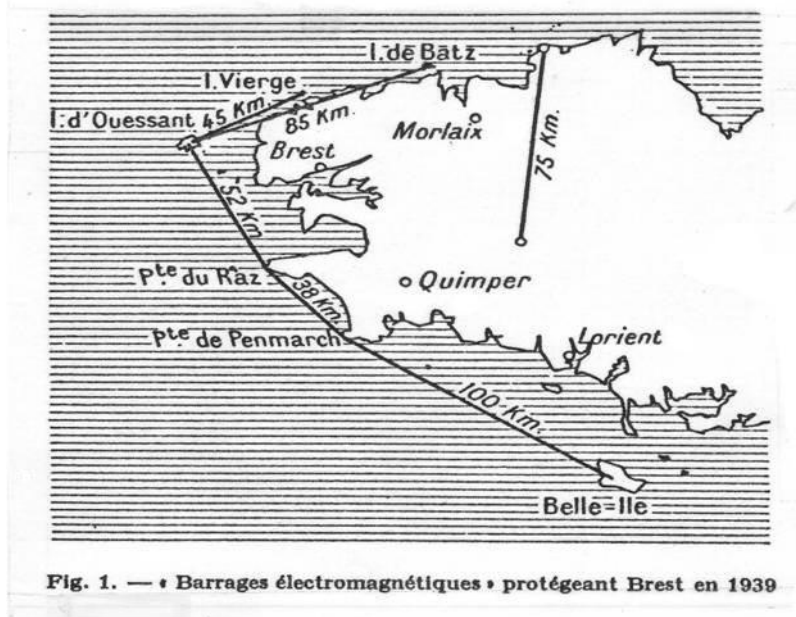 I. de Batz
I. Vierge
I. d'Ouessant
45 Km.
85 Km.
Morlaix
Brest
75 Km.
52 Km.
Pte du Raz
Quimper
38 Km.
Pte de Penmarch
Lorient
100 Km.
Belle=Ile
Fig. 1. — « Barrages électromagnétiques » protégeant Brest en 1939